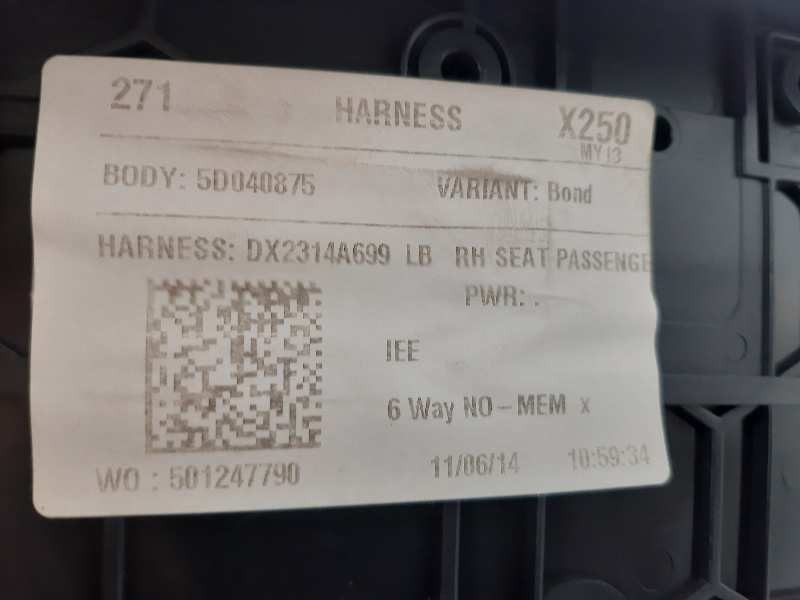 271 HARNESS X250
MY13
BODY: 5D040875 VARIANT: Bond
HARNESS: DX2314A699 LB RH SEAT PASSENGE
PWR: .
IEE
6 Way NO-MEM x
WO : 501247790 11/06/14 10:59:34